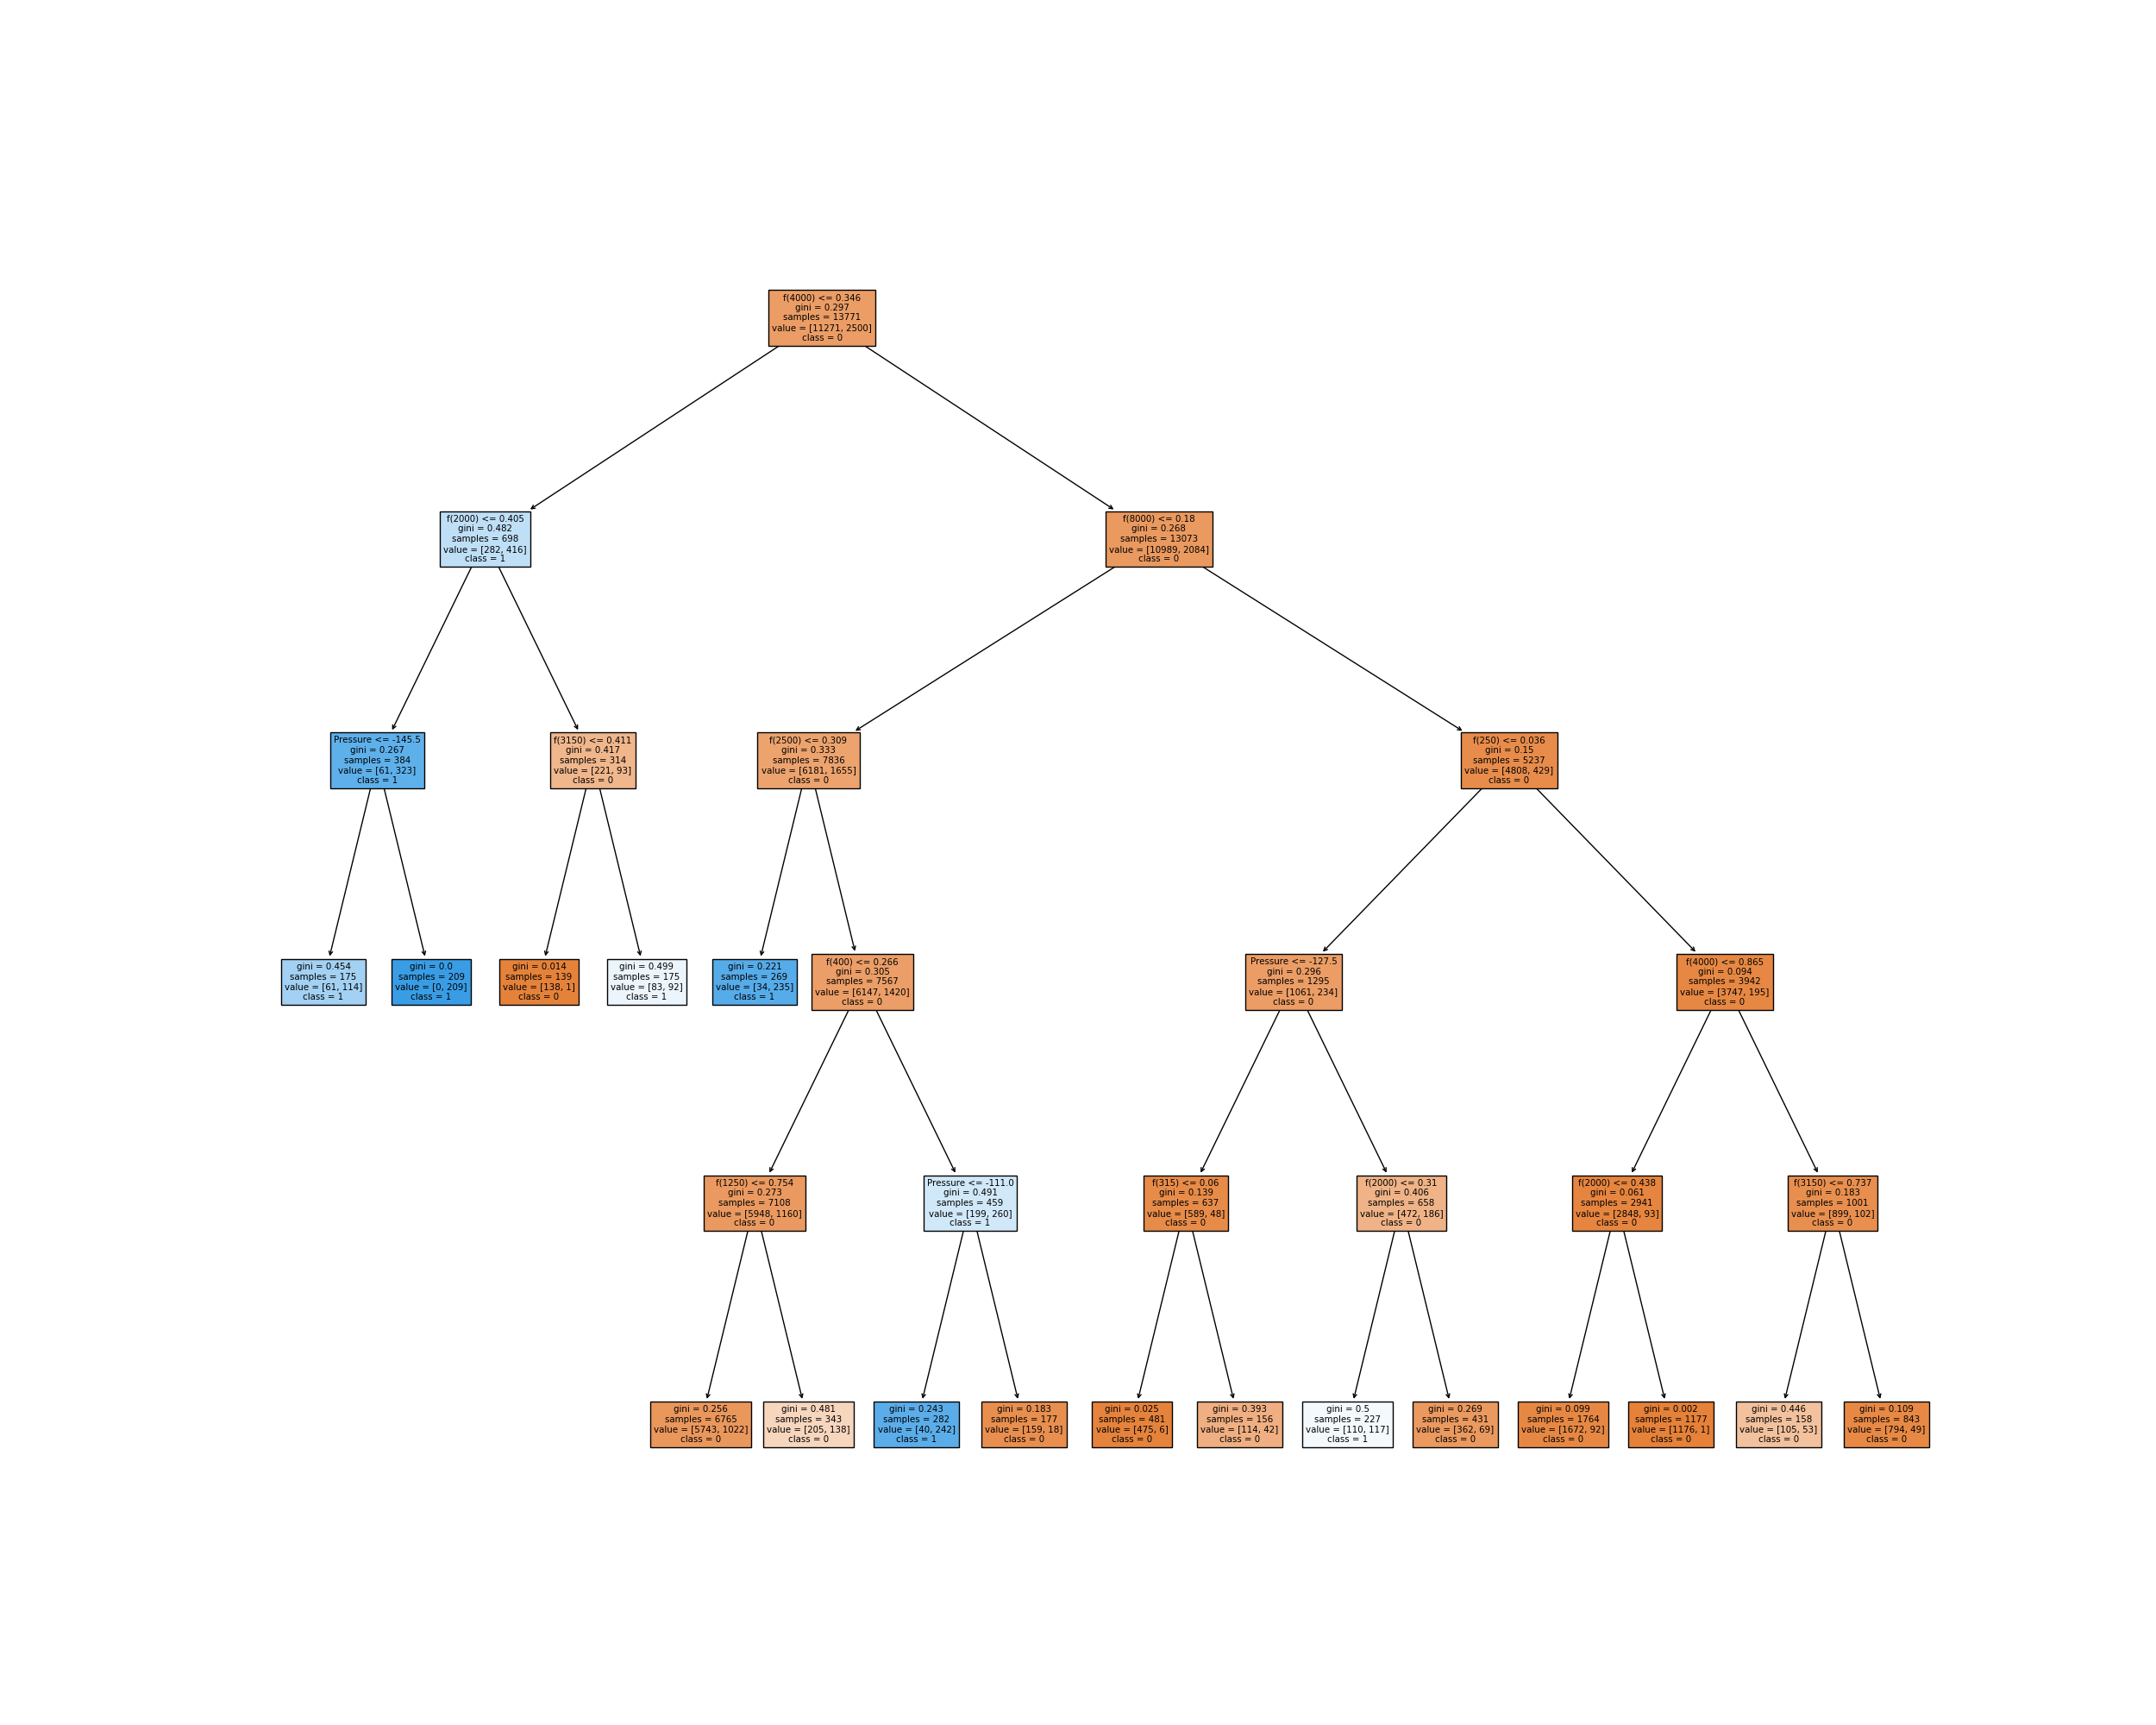 f(4000) <= 0.346
gini = 0.297
samples = 13771
value = [11271, 2500]
class = 0
f(2000) <= 0.405
gini = 0.482
samples = 698
value = [282, 416]
class = 1
f(8000) <= 0.18
gini = 0.268
samples = 13073
value = [10989, 2084]
class = 0
Pressure <= -145.5
gini = 0.267
samples = 384
value = [61, 323]
class = 1
f(3150) <= 0.411
gini = 0.417
samples = 314
value = [221, 93]
class = 0
f(2500) <= 0.309
gini = 0.333
samples = 7836
value = [6181, 1655]
class = 0
f(250) <= 0.036
gini = 0.15
samples = 5237
value = [4808, 429]
class = 0
gini = 0.454
samples = 175
value = [61, 114]
class = 1
gini = 0.0
samples = 209
value = [0, 209]
class = 1
gini = 0.014
samples = 139
value = [138, 1]
class = 0
gini = 0.499
samples = 175
value = [83, 92]
class = 1
gini = 0.221
samples = 269
value = [34, 235]
class = 1
f(400) <= 0.266
gini = 0.305
samples = 7567
value = [6147, 1420]
class = 0
Pressure <= -127.5
gini = 0.296
samples = 1295
value = [1061, 234]
class = 0
f(4000) <= 0.865
gini = 0.094
samples = 3942
value = [3747, 195]
class = 0
f(1250) <= 0.754
gini = 0.273
samples = 7108
value = [5948, 1160]
class = 0
Pressure <= -111.0
gini = 0.491
samples = 459
value = [199, 260]
class = 1
f(315) <= 0.06
gini = 0.139
samples = 637
value = [589, 48]
class = 0
f(2000) <= 0.31
gini = 0.406
samples = 658
value = [472, 186]
class = 0
f(2000) <= 0.438
gini = 0.061
samples = 2941
value = [2848, 93]
class = 0
f(3150) <= 0.737
gini = 0.183
samples = 1001
value = [899, 102]
class = 0
gini = 0.256
samples = 6765
value = [5743, 1022]
class = 0
gini = 0.481
samples = 343
value = [205, 138]
class = 0
gini = 0.243
samples = 282
value = [40, 242]
class = 1
gini = 0.183
samples = 177
value = [159, 18]
class = 0
gini = 0.025
samples = 481
value = [475, 6]
class = 0
gini = 0.393
samples = 156
value = [114, 42]
class = 0
gini = 0.5
samples = 227
value = [110, 117]
class = 1
gini = 0.269
samples = 431
value = [362, 69]
class = 0
gini = 0.099
samples = 1764
value = [1672, 92]
class = 0
gini = 0.002
samples = 1177
value = [1176, 1]
class = 0
gini = 0.446
samples = 158
value = [105, 53]
class = 0
gini = 0.109
samples = 843
value = [794, 49]
class = 0